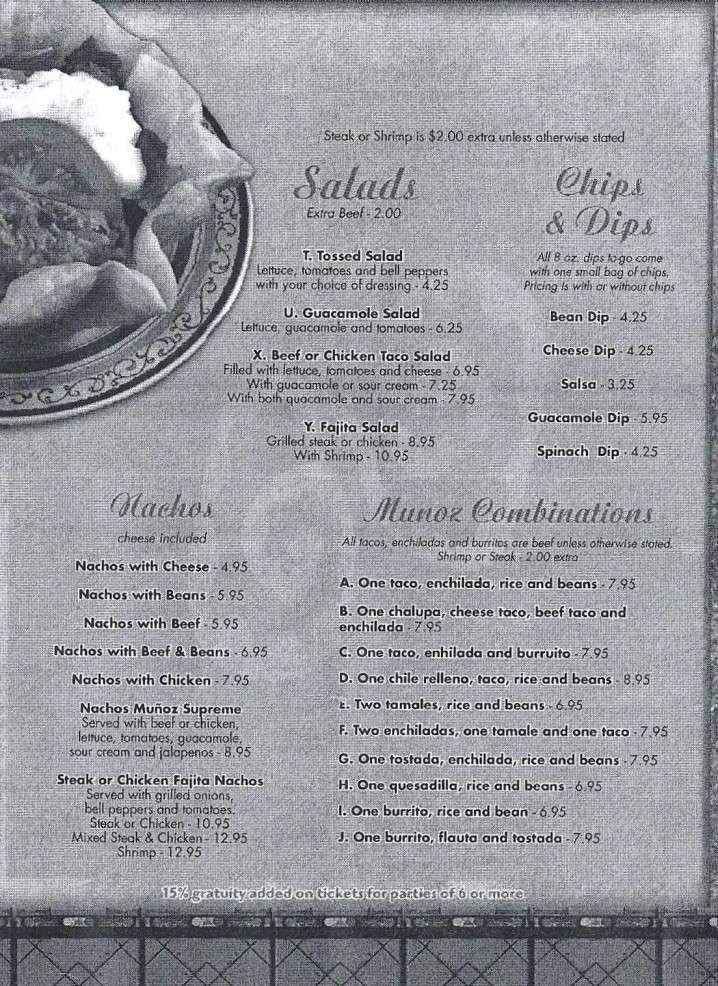 Steak or Shrimp is $2.00 extra unless otherwise stated
Salads
Extra Beef - 2.00
T. Tossed Salad
Lettuce, tomatoes and bell peppers
with your choice of dressing - 4.25
U. Guacamole Salad
Lettuce, guacamole and tomatoes - 6.25
X. Beef or Chicken Taco Salad
Filled with lettuce, tomatoes and cheese - 6.95
With guacamole or sour cream - 7.25
With both guacamole and sour cream - 7.95
Y. Fajita Salad
Grilled steak or chicken - 8.95
With Shrimp - 10.95
Chips
& Dips
All 8 oz. dips to-go come
with one small bag of chips.
Pricing is with or without chips
Bean Dip - 4.25
Cheese Dip - 4.25
Salsa - 3.25
Guacamole Dip - 5.95
Spinach Dip - 4.25
Nachos
cheese included
Nachos with Cheese - 4.95
Nachos with Beans - 5.95
Nachos with Beef - 5.95
Nachos with Beef & Beans - 6.95
Nachos with Chicken - 7.95
Nachos Muñoz Supreme
Served with beef or chicken,
lettuce, tomatoes, guacamole,
sour cream and jalapenos - 8.95
Steak or Chicken Fajita Nachos
Served with grilled onions,
bell peppers and tomatoes.
Steak or Chicken - 10.95
Mixed Steak & Chicken - 12.95
Shrimp - 12.95
Munoz Combinations
All tacos, enchiladas and burritos are beef unless otherwise stated.
Shrimp or Steak - 2.00 extra
A. One taco, enchilada, rice and beans - 7.95
B. One chalupa, cheese taco, beef taco and
enchilada - 7.95
C. One taco, enhilada and burruito - 7.95
D. One chile relleno, taco, rice and beans - 8.95
E. Two tamales, rice and beans - 6.95
F. Two enchiladas, one tamale and one taco - 7.95
G. One tostada, enchilada, rice and beans - 7.95
H. One quesadilla, rice and beans - 6.95
I. One burrito, rice and bean - 6.95
J. One burrito, flauta and tostada - 7.95
15% gratuity added on tickets for parties of 6 or more